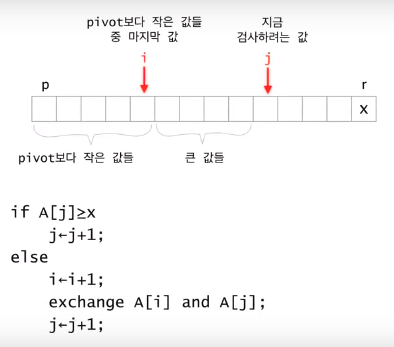 pivot보다 작은 값들
중 마지막 값
지금
검사하려는 값
i
j
p
r
x
pivot보다 작은 값들
큰 값들
if A[j]≥x
j←j+1;
else
i←i+1;
exchange A[i] and A[j];
j←j+1;